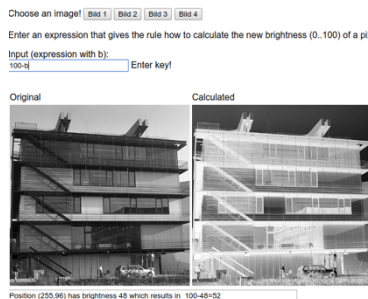 Choose an image! Bild 1 Bild 2 Bild 3 Bild 4
Enter an expression that gives the rule how to calculate the new brightness (0..100) of a pi
Input (expression with b):
100-b Enter key!
Original Calculated
Position (255,96) has brightness 48 which results in 100-48=52